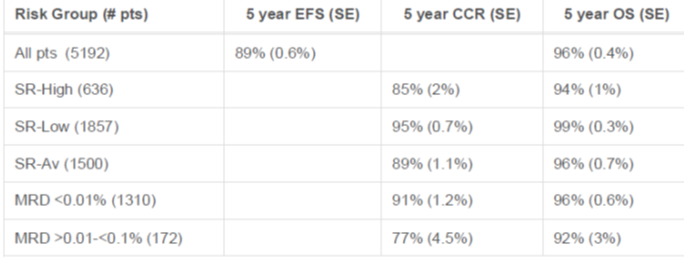 Risk Group (# pts) 5 year EFS (SE) 5 year CCR (SE) 5 year OS (SE)
All pts (5192) 89% (0.6%) 96% (0.4%)
SR-High (636) 85% (2%) 94% (1%)
SR-Low (1857) 95% (0.7%) 99% (0.3%)
SR-Av (1500) 89% (1.1%) 96% (0.7%)
MRD <0.01% (1310) 91% (1.2%) 96% (0.6%)
MRD >0.01-<0.1% (172) 77% (4.5%) 92% (3%)